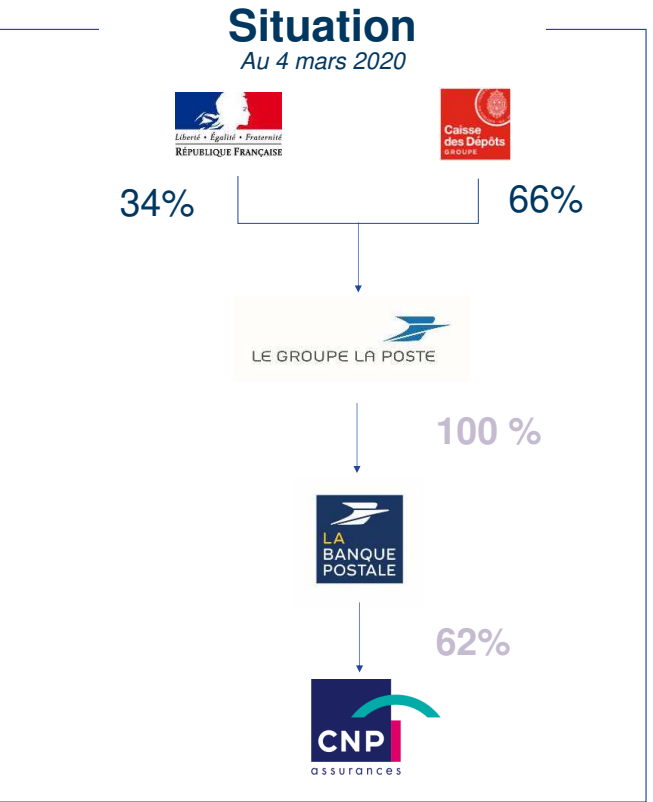 Situation
Au 4 mars 2020
Liberté • Égalité • Fraternité
RÉPUBLIQUE FRANÇAISE
Caisse
des Dépôts
GROUPE
34%
66%
LE GROUPE LA POSTE
100 %
LA
BANQUE
POSTALE
62%
CNP
assurances